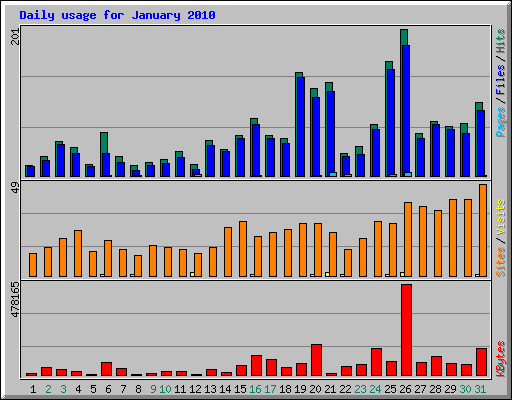 Daily usage for January 2010
201
Pages / Files / Hits
49
Sites / Visits
478165
KBytes
1 2 3 4 5 6 7 8 9 10 11 12 13 14 15 16 17 18 19 20 21 22 23 24 25 26 27 28 29 30 31